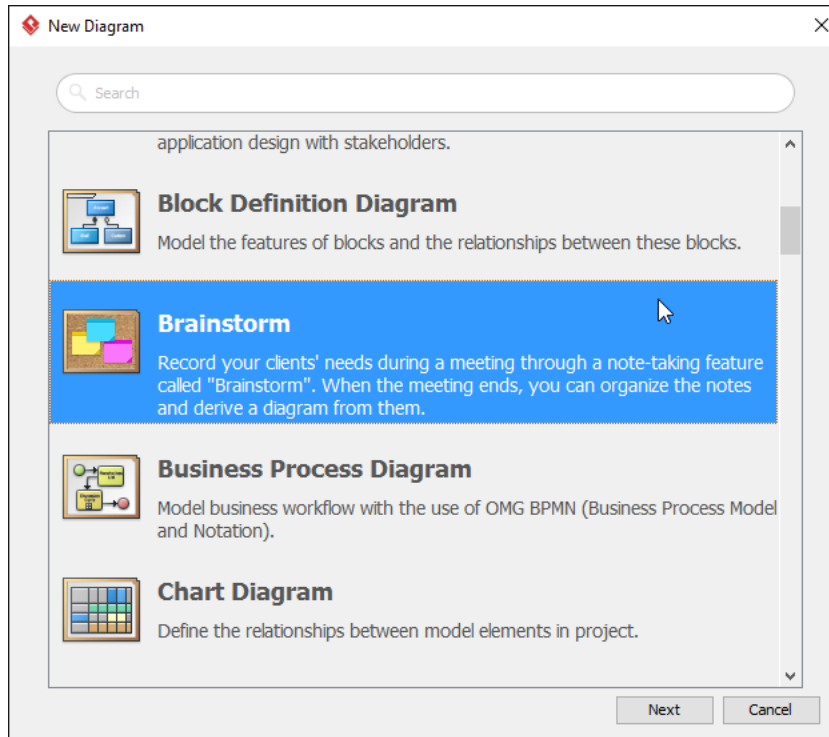 New Diagram
Search
application design with stakeholders.
Block Definition Diagram
Model the features of blocks and the relationships between these blocks.
Brainstorm
Record your clients' needs during a meeting through a note-taking feature
called "Brainstorm". When the meeting ends, you can organize the notes
and derive a diagram from them.
Business Process Diagram
Model business workflow with the use of OMG BPMN (Business Process Model
and Notation).
Chart Diagram
Define the relationships between model elements in project.
Next
Cancel